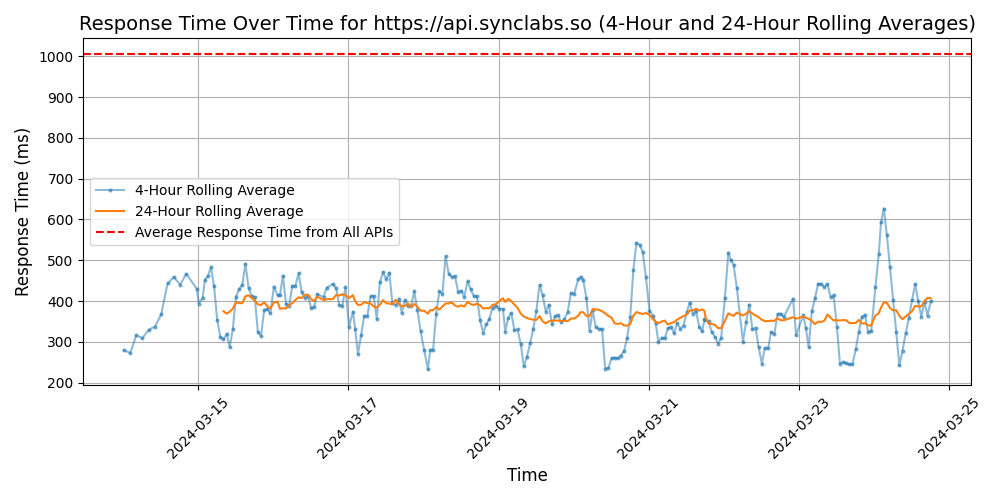 Response Time Over Time for https://api.synclabs.so (4-Hour and 24-Hour Rolling Averages)
Response Time (ms)
1000
900
800
700
600
500
400
300
200
4-Hour Rolling Average
24-Hour Rolling Average
Average Response Time from All APIs
2024-03-15
2024-03-17
2024-03-19
2024-03-21
2024-03-23
2024-03-25
Time